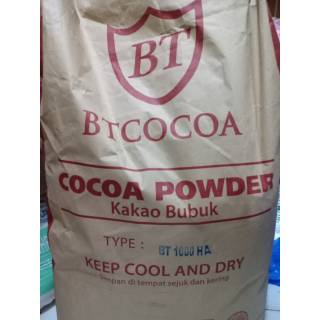 BT
BTCOCOA
COCOA POWDER
Kakao Bubuk
TYPE : BT 1000 HA
KEEP COOL AND DRY
Simpan di tempat sejuk dan kering